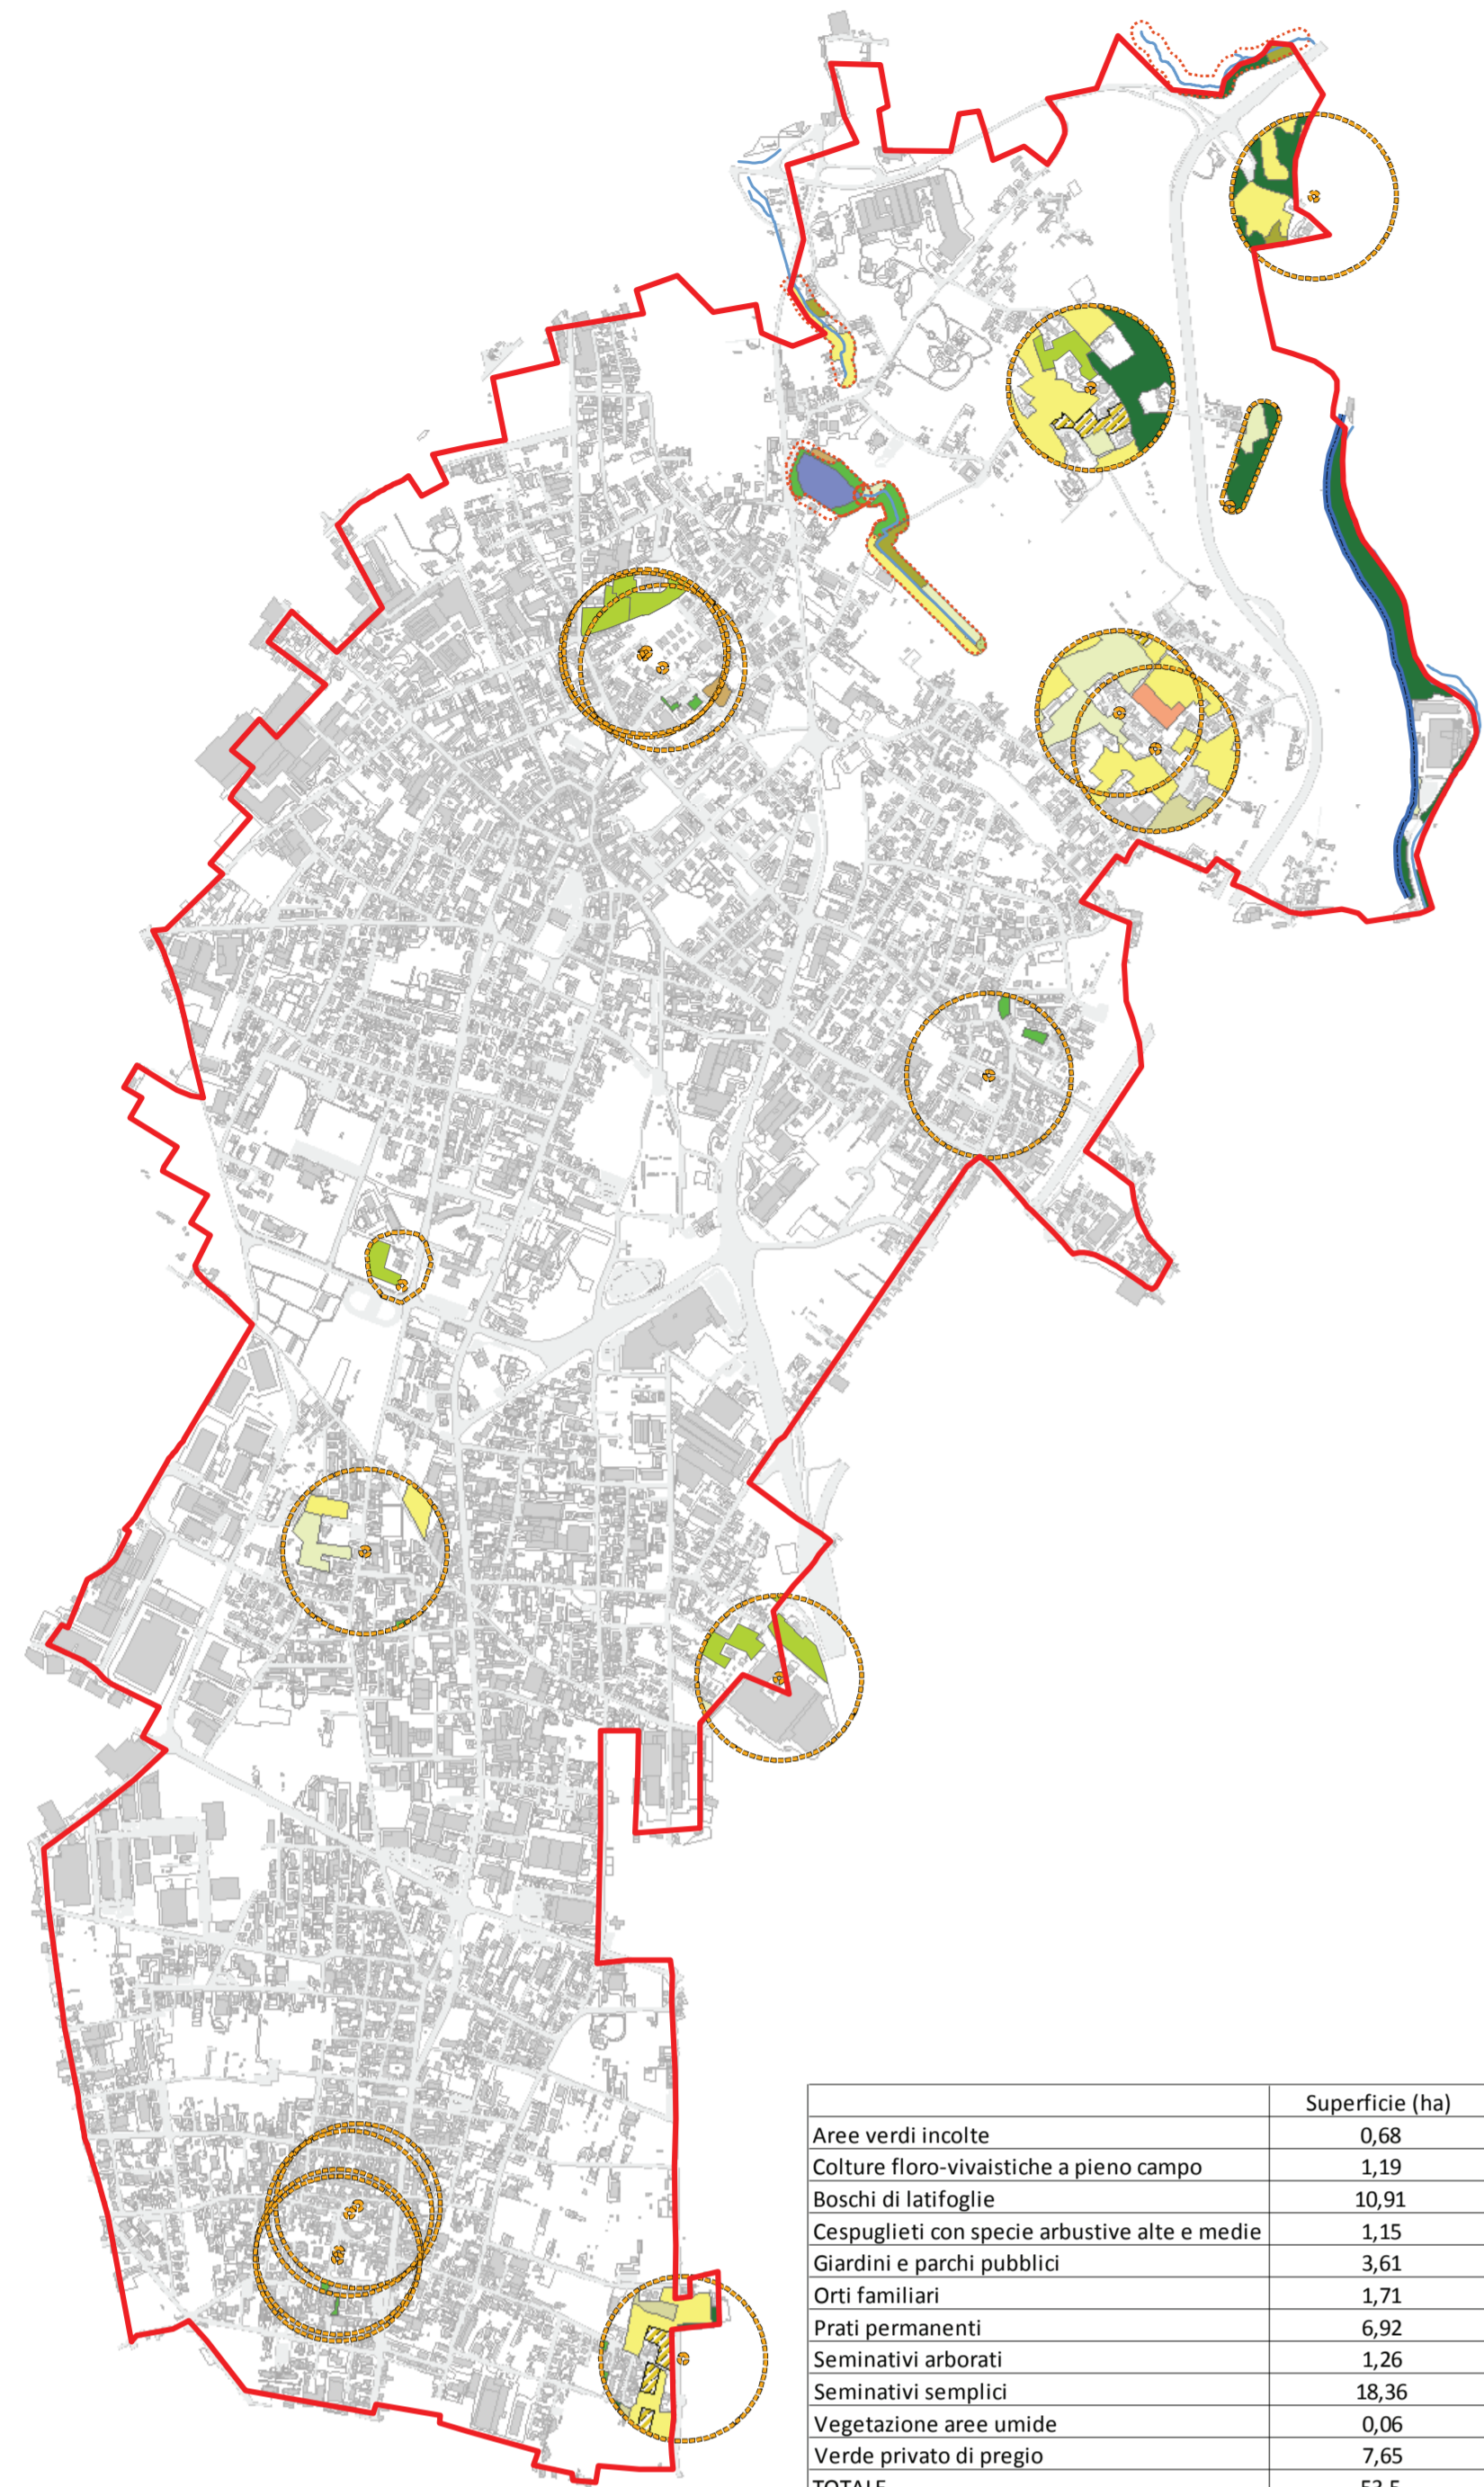 Superficie (ha)
Aree verdi incolte 0,68
Colture floro-vivaistiche a pieno campo 1,19
Boschi di latifoglie 10,91
Cespuglieti con specie arbustive alte e medie 1,15
Giardini e parchi pubblici 3,61
Orti familiari 1,71
Prati permanenti 6,92
Seminativi arborati 1,26
Seminativi semplici 18,36
Vegetazione aree umide 0,06
Verde privato di pregio 7,65
TOTALE 53,5